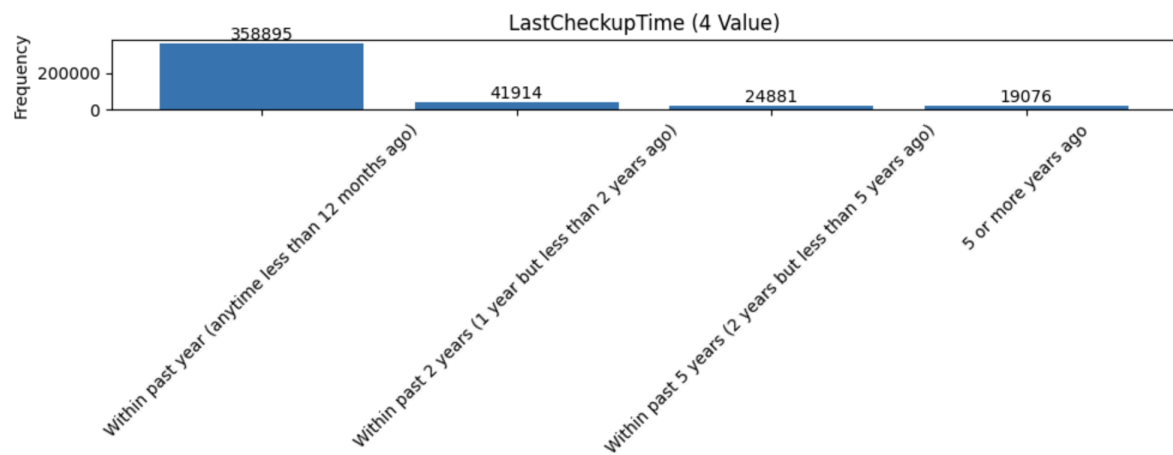 LastCheckupTime (4 Value)
Frequency
200000
0
358895
41914
24881
19076
Within past year (anytime less than 12 months ago)
Within past 2 years (1 year but less than 2 years ago)
Within past 5 years (2 years but less than 5 years ago)
5 or more years ago